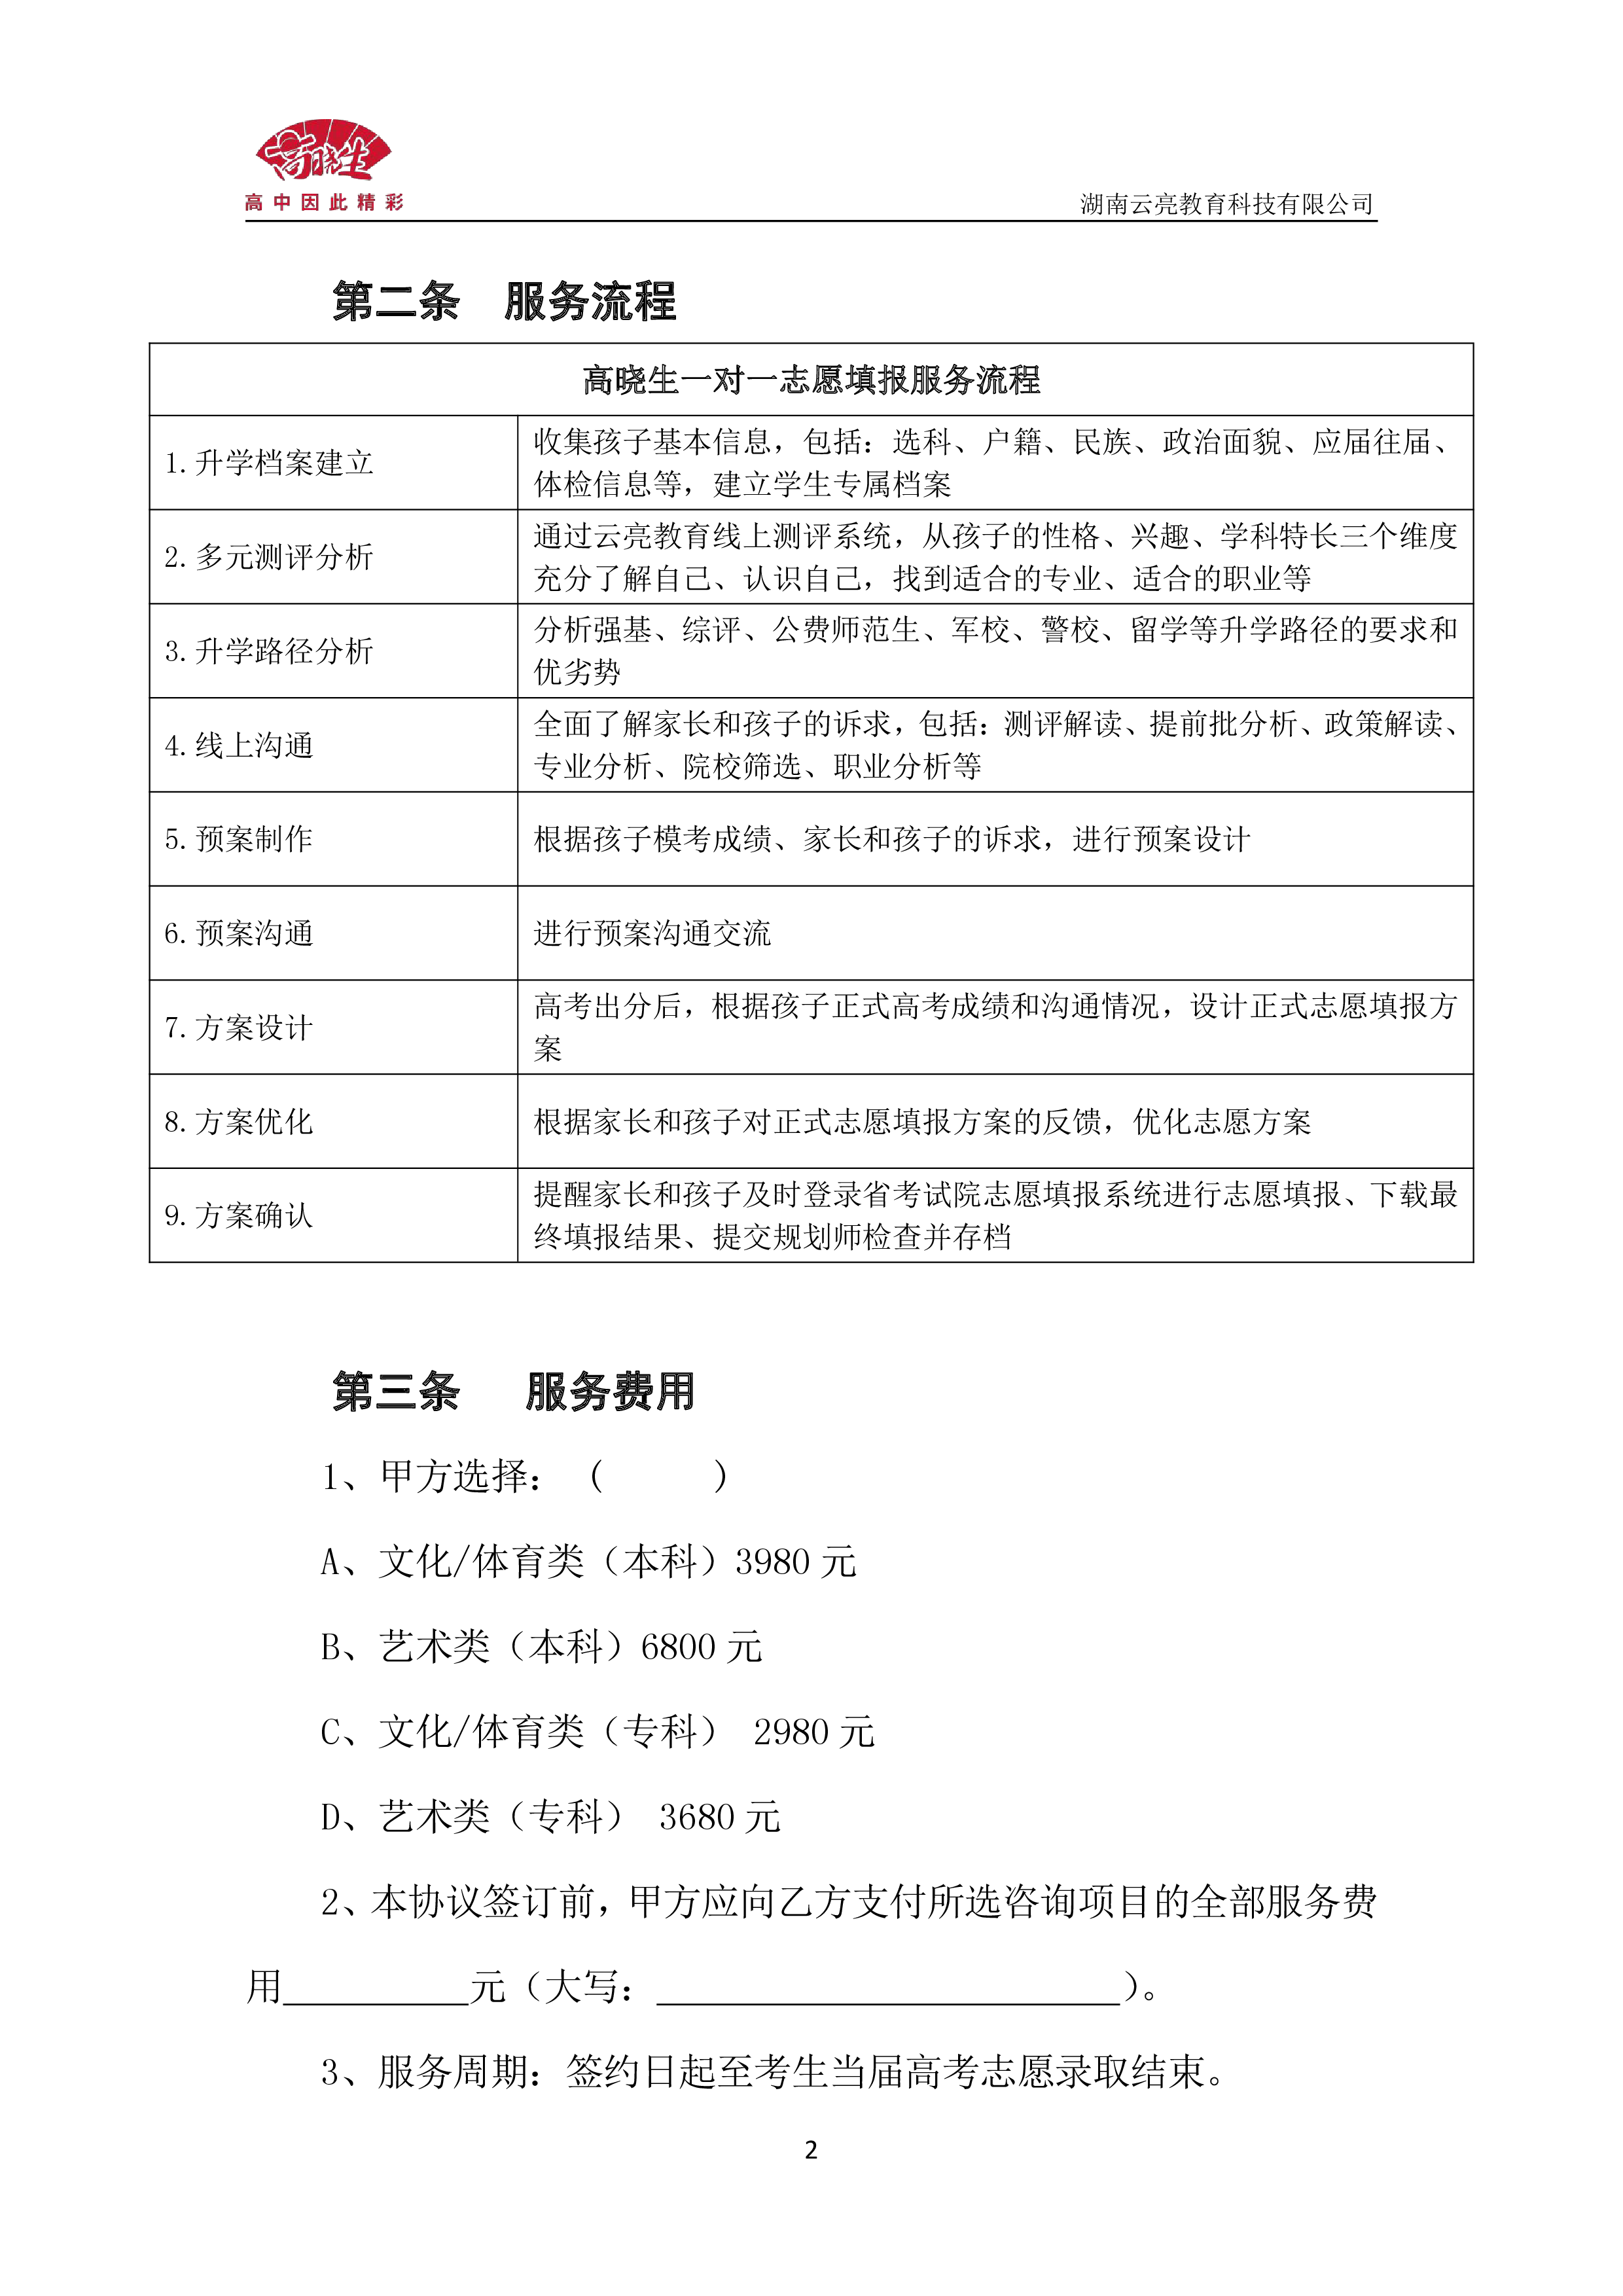 高晓生
高中因此精彩
湖南云亮教育科技有限公司
第二条 服务流程
高晓生一对一志愿填报服务流程
1.升学档案建立
收集孩子基本信息，包括：选科、户籍、民族、政治面貌、应届往届、
体检信息等，建立学生专属档案
2.多元测评分析
通过云亮教育线上测评系统，从孩子的性格、兴趣、学科特长三个维度
充分了解自己、认识自己，找到适合的专业、适合的职业等
3.升学路径分析
分析强基、综评、公费师范生、军校、警校、留学等升学路径的要求和
优劣势
4.线上沟通
全面了解家长和孩子的诉求，包括：测评解读、提前批分析、政策解读、
专业分析、院校筛选、职业分析等
5.预案制作
根据孩子模考成绩、家长和孩子的诉求，进行预案设计
6.预案沟通
进行预案沟通交流
7.方案设计
高考出分后，根据孩子正式高考成绩和沟通情况，设计正式志愿填报方
案
8.方案优化
根据家长和孩子对正式志愿填报方案的反馈，优化志愿方案
9.方案确认
提醒家长和孩子及时登录省考试院志愿填报系统进行志愿填报、下载最
终填报结果、提交规划师检查并存档
第三条 服务费用
1、甲方选择：（ ）
A、文化/体育类（本科）3980 元
B、艺术类（本科）6800 元
C、文化/体育类（专科） 2980 元
D、艺术类（专科） 3680 元
2、本协议签订前，甲方应向乙方支付所选咨询项目的全部服务费
用________元（大写：____________________）。
3、服务周期：签约日起至考生当届高考志愿录取结束。
2